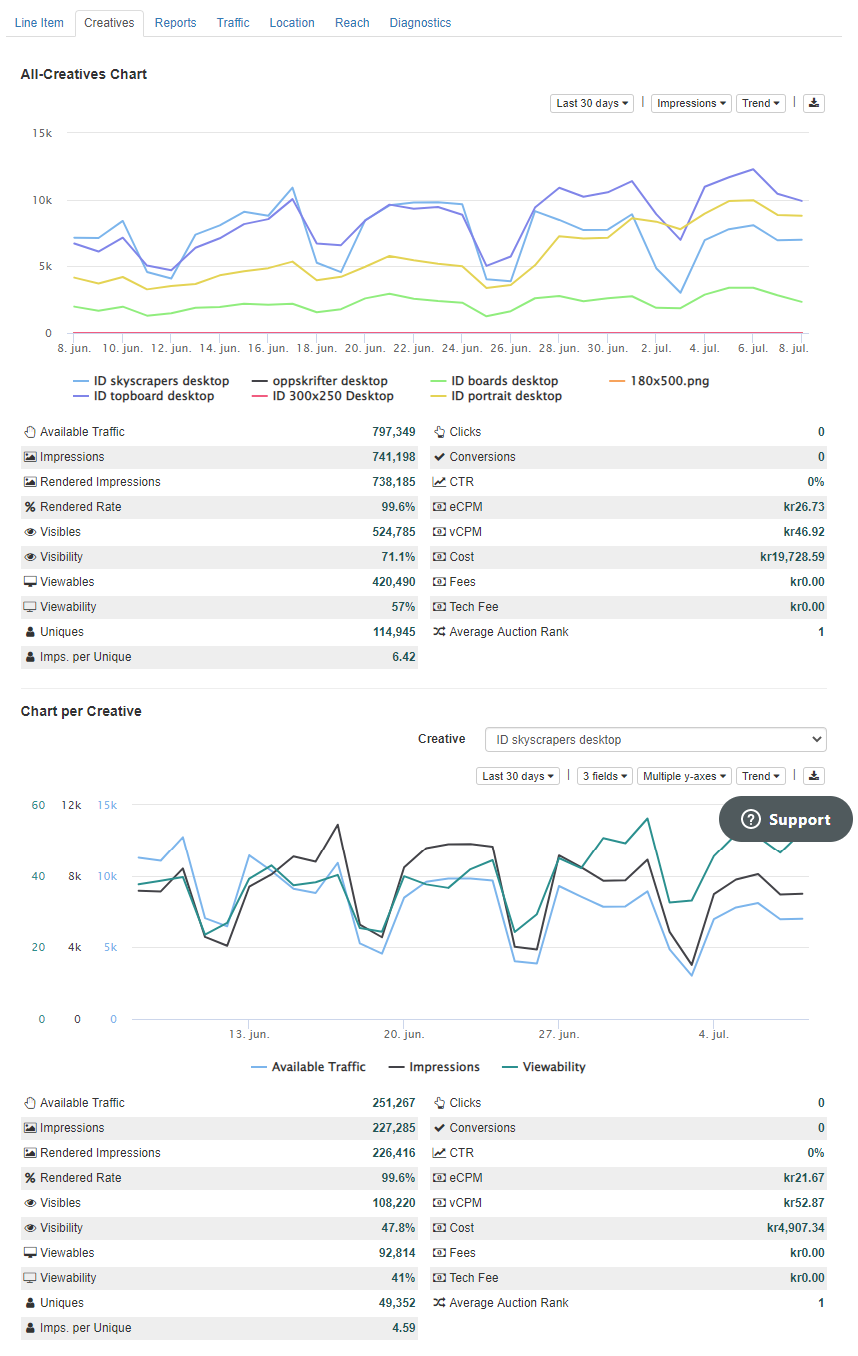 Line Item Creatives Reports Traffic Location Reach Diagnostics
All-Creatives Chart
Last 30 days | Impressions Trend |
15k
10k
5k
0
8. jun. 10. jun. 12. jun. 14. jun. 16. jun. 18. jun. 20. jun. 22. jun. 24. jun. 26. jun. 28. jun. 30. jun. 2. jul. 4. jul. 6. jul. 8. jul.
ID skyscrapers desktop oppskrifter desktop ID boards desktop 180x500.png
ID topboard desktop ID 300x250 Desktop ID portrait desktop
Available Traffic 797,349 Clicks 0
Impressions 741,198 Conversions 0
Rendered Impressions 738,185 CTR 0%
Rendered Rate 99.6% eCPM kr26.73
Visibles 524,785 vCPM kr46.92
Visibility 71.1% Cost kr19,728.59
Viewables 420,490 Fees kr0.00
Viewability 57% Tech Fee kr0.00
Uniques 114,945 Average Auction Rank 1
Imps. per Unique 6.42
Chart per Creative
Creative ID skyscrapers desktop
Last 30 days | 3 fields Multiple y-axes Trend |
60 12k 15k
Support
40 8k 10k
20 4k 5k
0 0 0
13. jun. 20. jun. 27. jun. 4. jul.
Available Traffic Impressions Viewability
Available Traffic 251,267 Clicks 0
Impressions 227,285 Conversions 0
Rendered Impressions 226,416 CTR 0%
Rendered Rate 99.6% eCPM kr21.67
Visibles 108,220 vCPM kr52.87
Visibility 47.8% Cost kr4,907.34
Viewables 92,814 Fees kr0.00
Viewability 41% Tech Fee kr0.00
Uniques 49,352 Average Auction Rank 1
Imps. per Unique 4.59